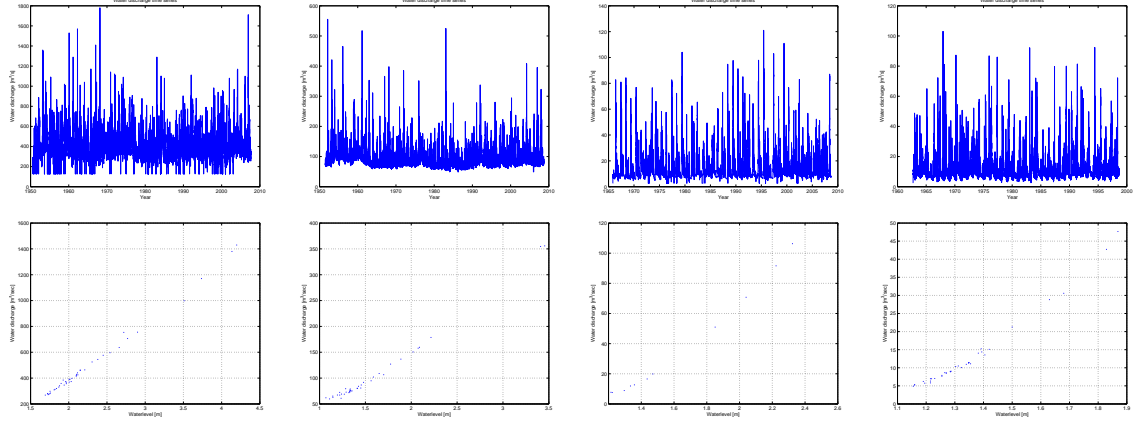 Water discharge time series Water discharge time series Water discharge time series Water discharge time series
1800 1600 1400 1200 1000 800 600 400 200 0
Water discharge [m³/s]
1950 1960 1970 1980 1990 2000 2010
Year
600 500 400 300 200 100 0
Water discharge [m³/s]
1950 1960 1970 1980 1990 2000 2010
Year
140 120 100 80 60 40 20 0
Water discharge [m³/s]
1965 1970 1975 1980 1985 1990 1995 2000 2005 2010
Year
120 100 80 60 40 20 0
Water discharge [m³/s]
1960 1965 1970 1975 1980 1985 1990 1995 2000
Year
1600 1400 1200 1000 800 600 400 200
Water discharge [m³/sec]
1.5 2 2.5 3 3.5 4 4.5
Waterlevel [m]
400 350 300 250 200 150 100 50
Water discharge [m³/sec]
1 1.5 2 2.5 3 3.5
Waterlevel [m]
120 100 80 60 40 20 0
Water discharge [m³/sec]
1.4 1.6 1.8 2 2.2 2.4 2.6
Waterlevel [m]
50 45 40 35 30 25 20 15 10 5 0
Water discharge [m³/sec]
1.1 1.2 1.3 1.4 1.5 1.6 1.7 1.8 1.9
Waterlevel [m]